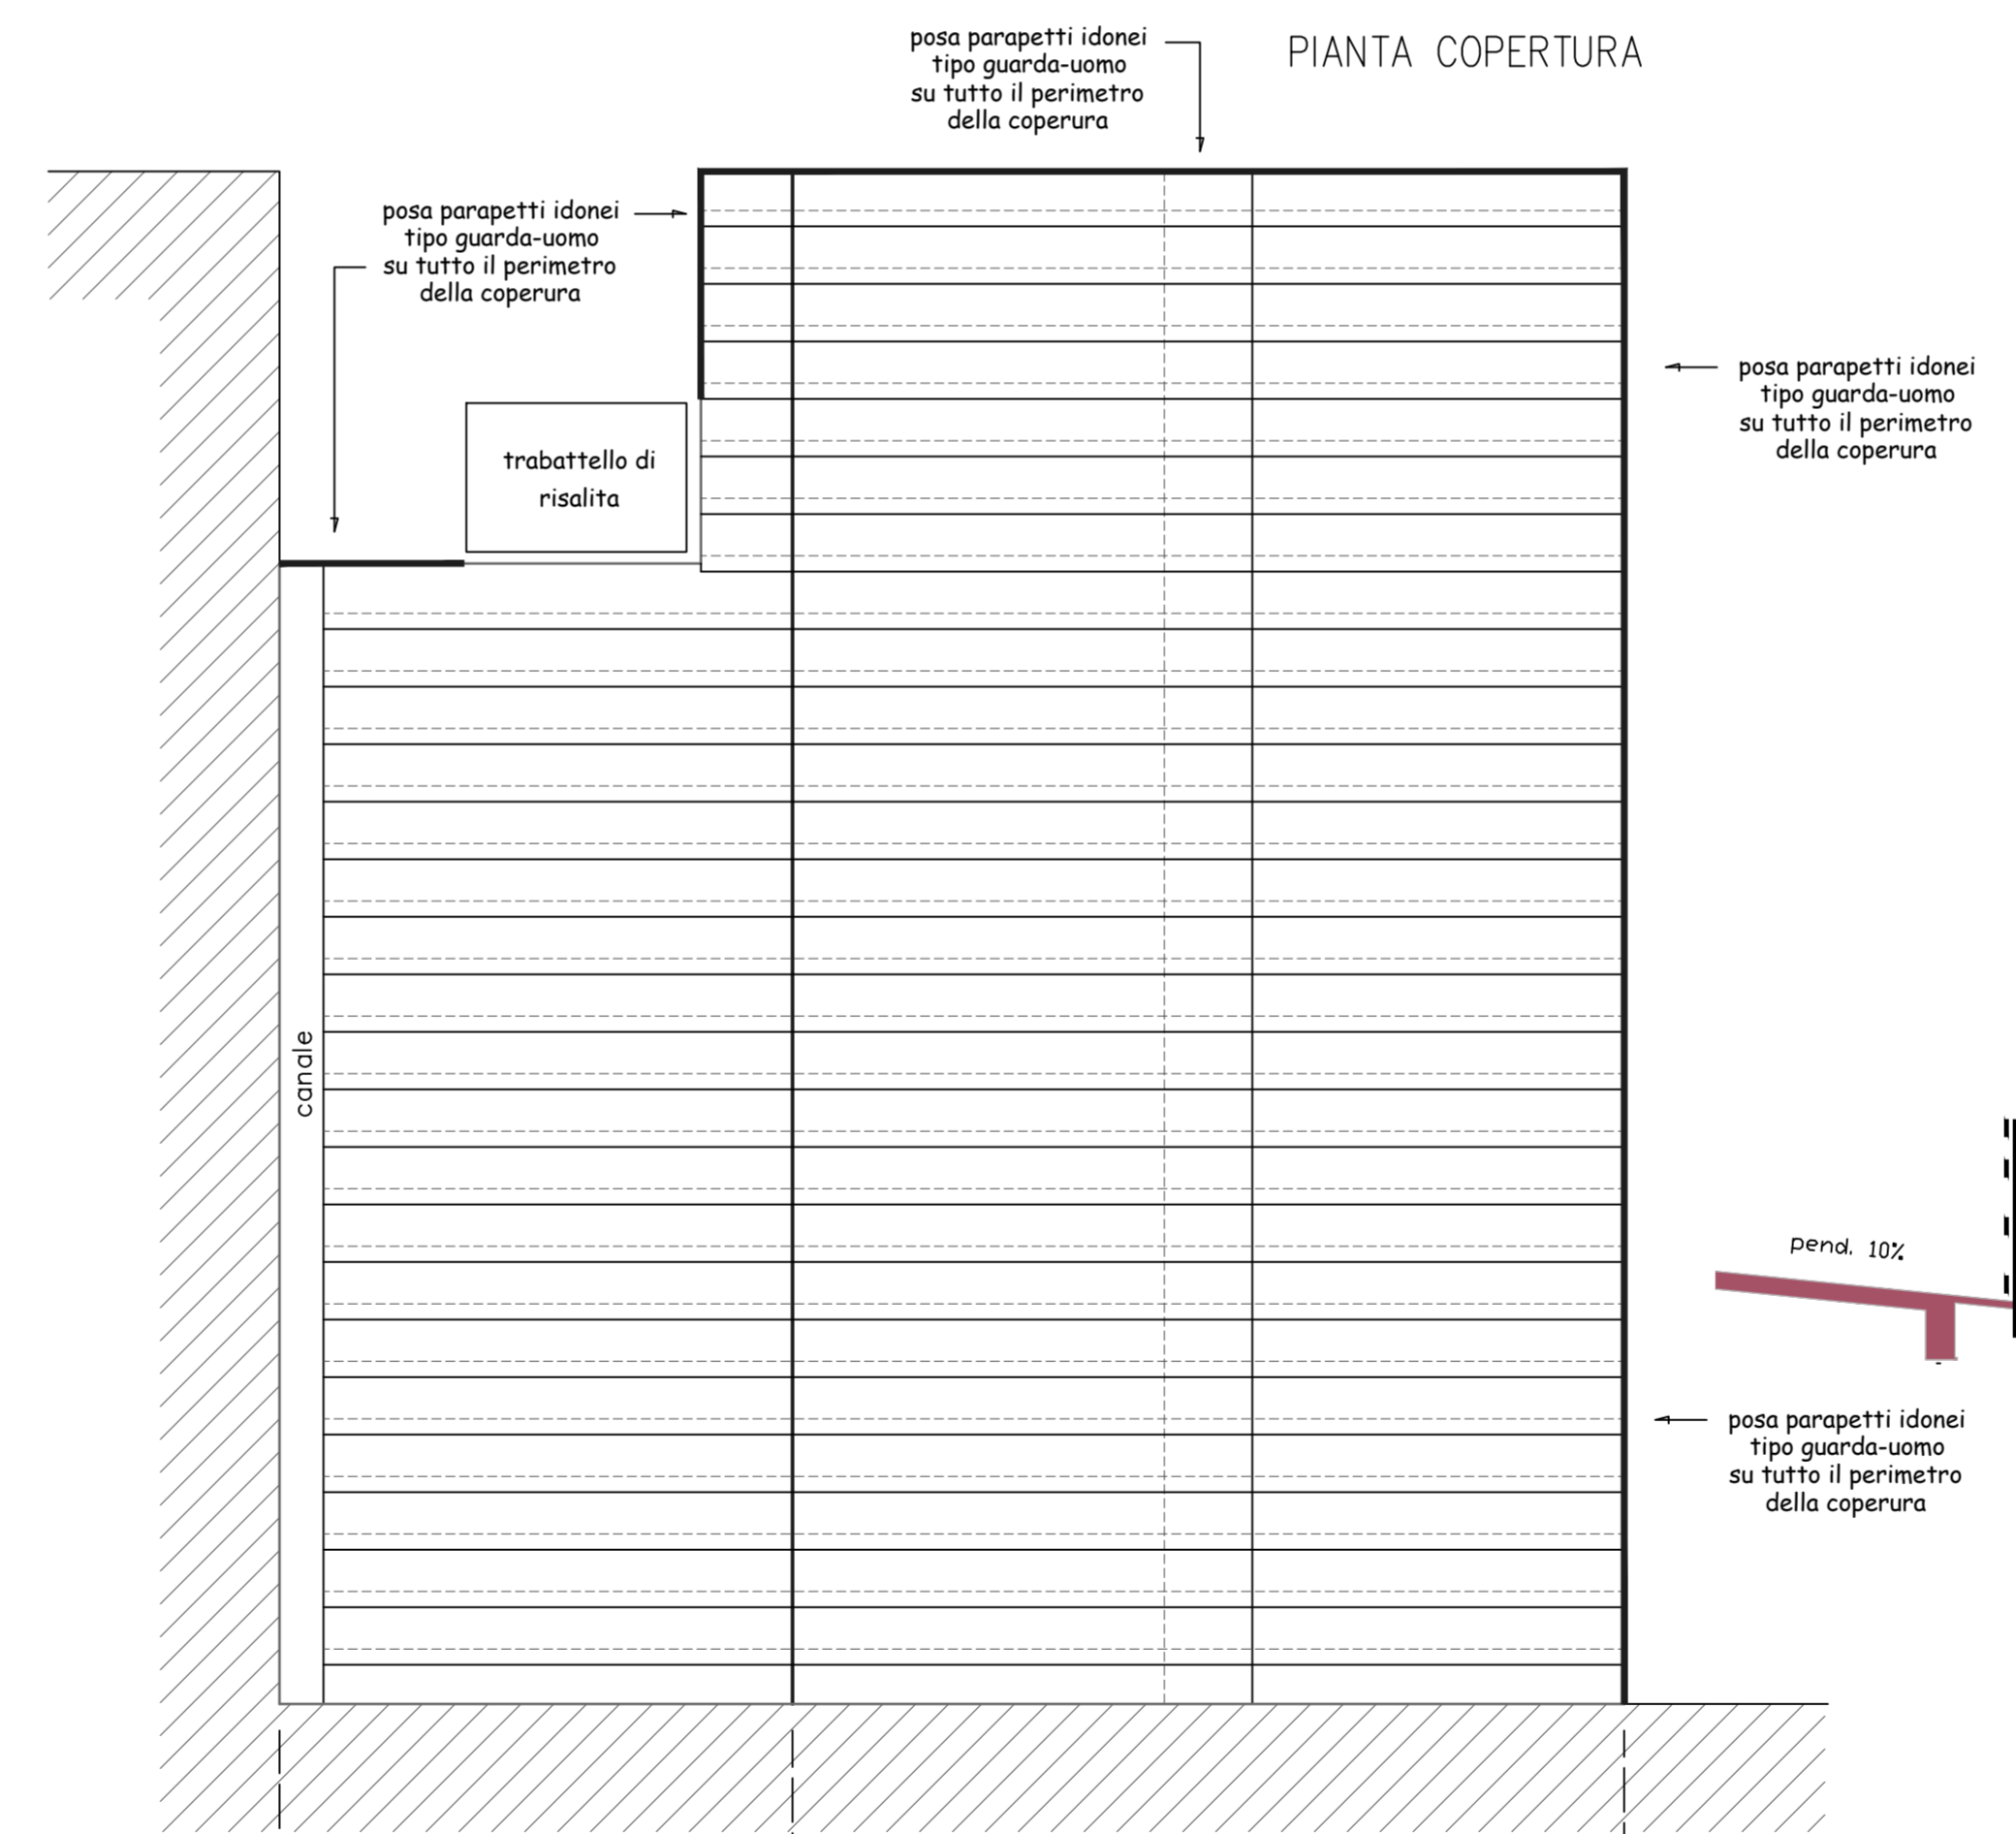 PIANTA COPERTURA
posa parapetti idonei
tipo guarda-uomo
su tutto il perimetro
della coperura
posa parapetti idonei
tipo guarda-uomo
su tutto il perimetro
della coperura
posa parapetti idonei
tipo guarda-uomo
su tutto il perimetro
della coperura
trabattello di
risalita
canale
pend. 10%
posa parapetti idonei
tipo guarda-uomo
su tutto il perimetro
della coperura